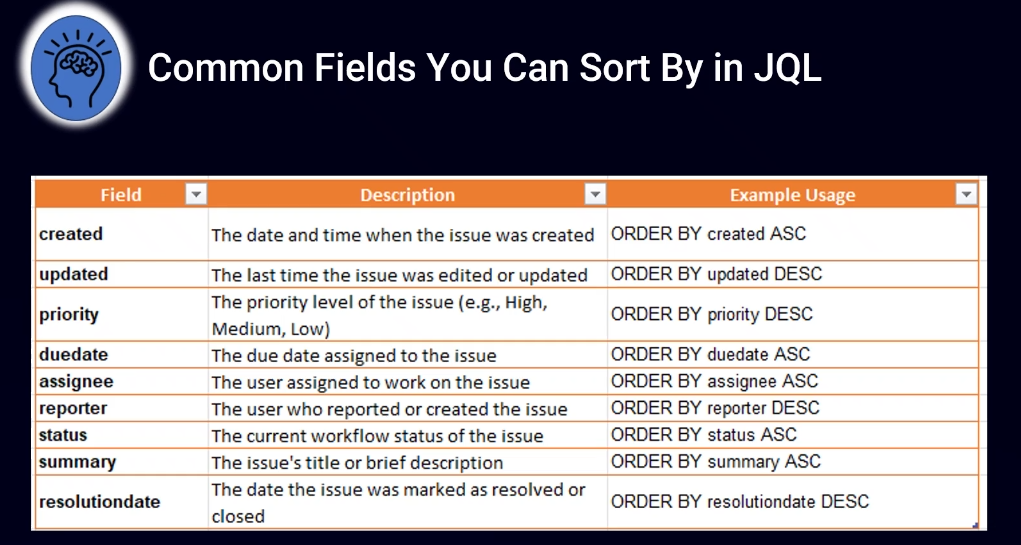 Common Fields You Can Sort By in JQL
Field Description Example Usage
created The date and time when the issue was created ORDER BY created ASC
updated The last time the issue was edited or updated ORDER BY updated DESC
priority The priority level of the issue (e.g., High, Medium, Low) ORDER BY priority DESC
duedate The due date assigned to the issue ORDER BY duedate ASC
assignee The user assigned to work on the issue ORDER BY assignee ASC
reporter The user who reported or created the issue ORDER BY reporter DESC
status The current workflow status of the issue ORDER BY status ASC
summary The issue's title or brief description ORDER BY summary ASC
resolutiondate The date the issue was marked as resolved or closed ORDER BY resolutiondate DESC